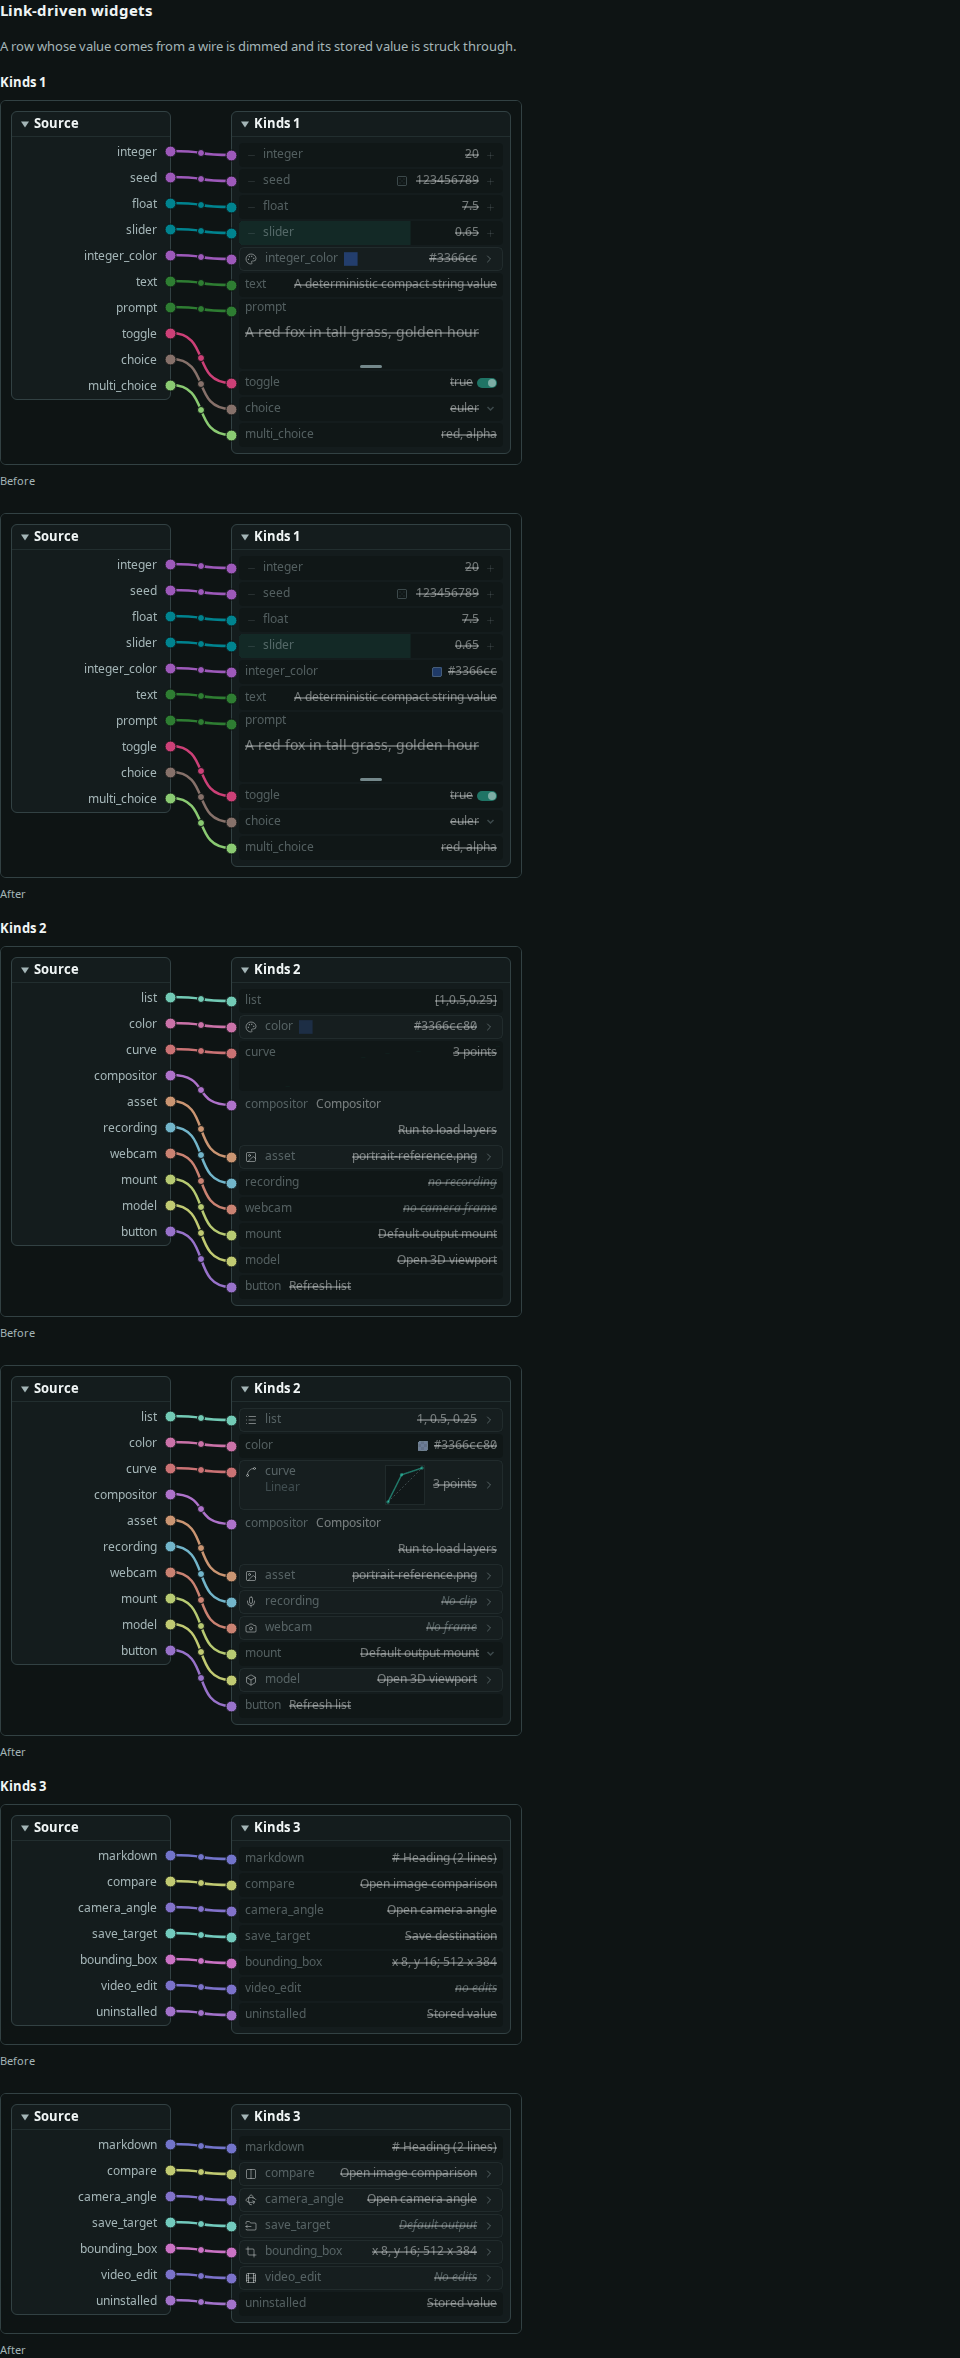 Link-driven widgets
A row whose value comes from a wire is dimmed and its stored value is struck through.
Kinds 1
Source
Kinds 1
integer
integer 20
seed
seed 123456789
float
float 7.5
slider
slider 0.65
integer_color
integer_color #3366cc
text
text A deterministic compact string value
prompt
prompt
A red fox in tall grass, golden hour
toggle
toggle true
choice
choice euler
multi_choice
multi_choice red, alpha
Before
Source
Kinds 1
integer
integer 20
seed
seed 123456789
float
float 7.5
slider
slider 0.65
integer_color
integer_color #3366cc
text
text A deterministic compact string value
prompt
prompt
A red fox in tall grass, golden hour
toggle
toggle true
choice
choice euler
multi_choice
multi_choice red, alpha
After
Kinds 2
Source
Kinds 2
list
list [1,0.5,0.25]
color
color #3366cc80
curve
curve 3 points
compositor
compositor Compositor
Run to load layers
asset
asset portrait-reference.png
recording
recording no recording
webcam
webcam no camera frame
mount
mount Default output mount
model
model Open 3D viewport
button
button Refresh list
Before
Source
Kinds 2
list
list 1, 0.5, 0.25
color
color #3366cc80
curve
curve 3 points
Linear
compositor
compositor Compositor
Run to load layers
asset
asset portrait-reference.png
recording
recording No clip
webcam
webcam No frame
mount
mount Default output mount
model
model Open 3D viewport
button
button Refresh list
After
Kinds 3
Source
Kinds 3
markdown
markdown # Heading (2 lines)
compare
compare Open image comparison
camera_angle
camera_angle Open camera angle
save_target
save_target Save destination
bounding_box
bounding_box x 8, y 16; 512 x 384
video_edit
video_edit no edits
uninstalled
uninstalled Stored value
Before
Source
Kinds 3
markdown
markdown # Heading (2 lines)
compare
compare Open image comparison
camera_angle
camera_angle Open camera angle
save_target
save_target Default output
bounding_box
bounding_box x 8, y 16; 512 x 384
video_edit
video_edit No edits
uninstalled
uninstalled Stored value
After